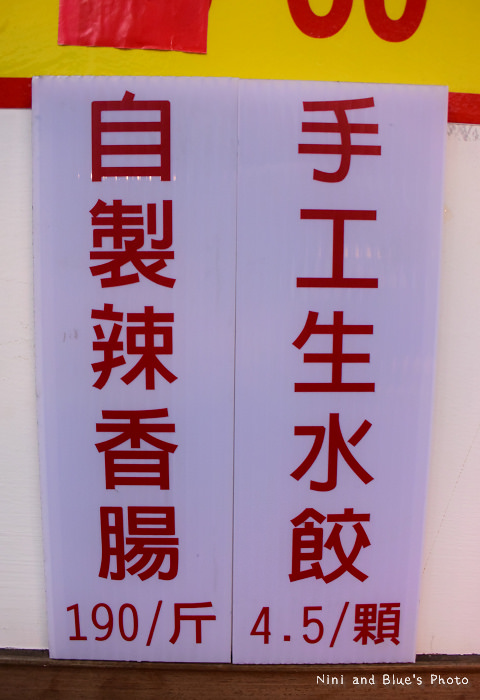 手工生水餃
4.5/顆
自製辣香腸
190/斤
Nini and Blue's Photo